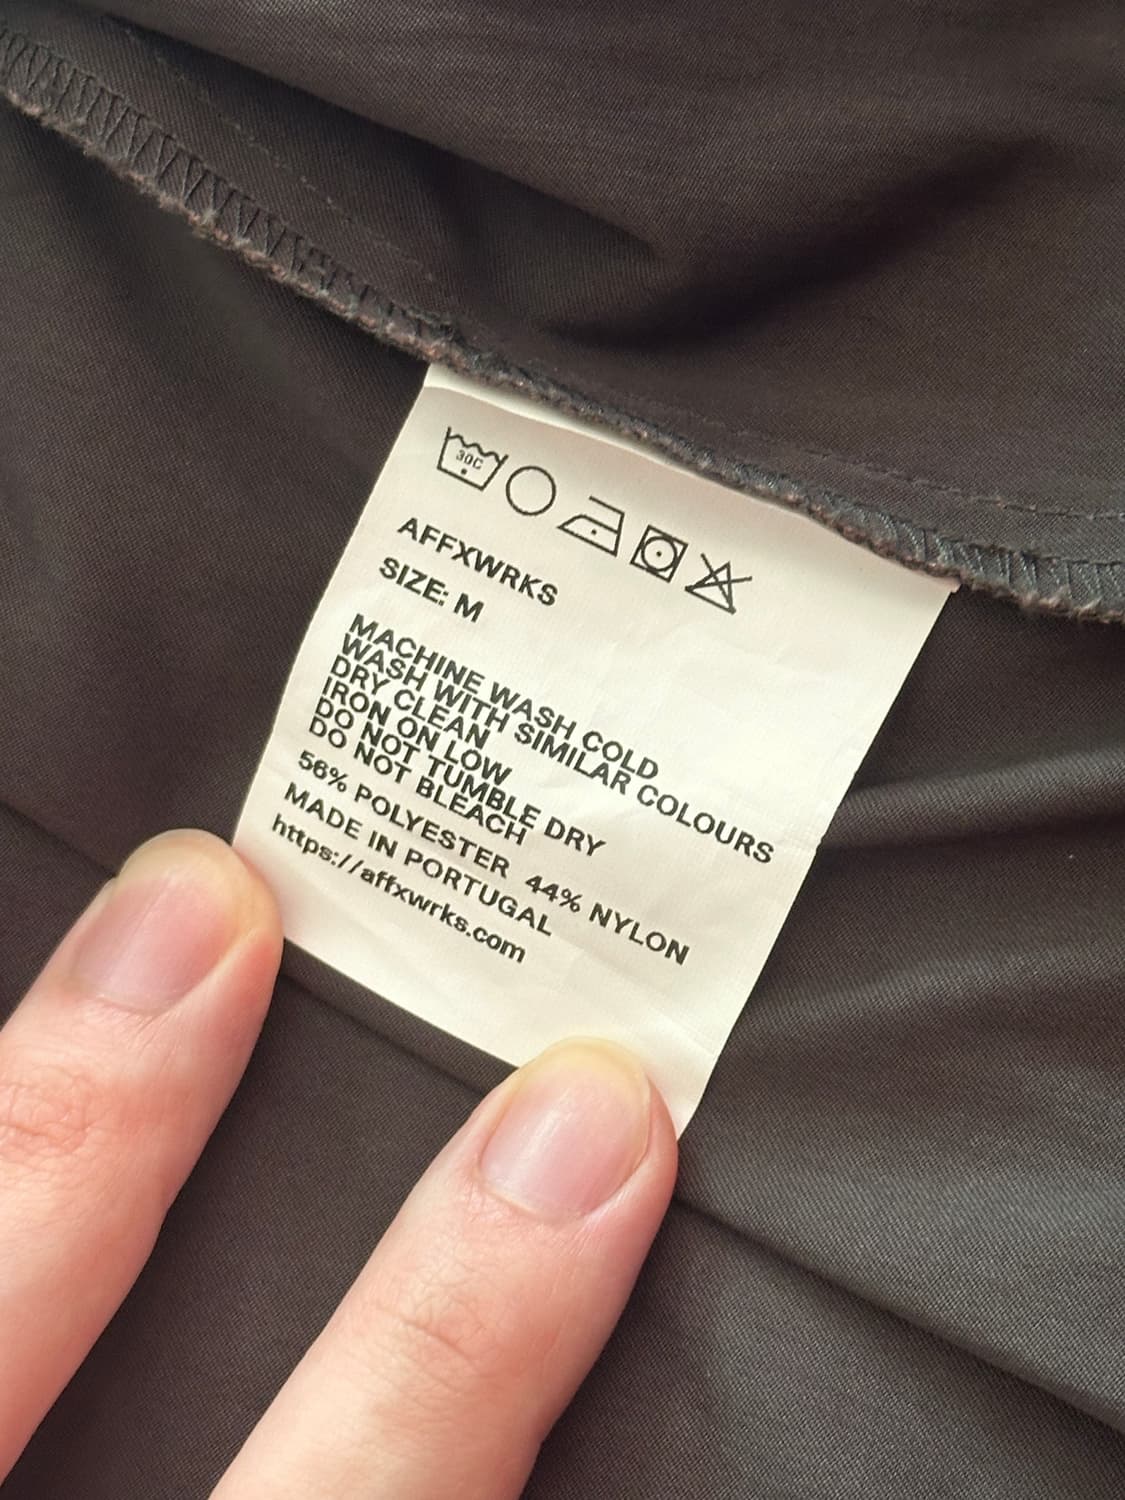 30C
AFFXWRKS
SIZE: M
MACHINE WASH COLD
WASH WITH SIMILAR COLOURS
DRY CLEAN
IRON ON LOW
DO NOT TUMBLE DRY
DO NOT BLEACH
56% POLYESTER 44% NYLON
MADE IN PORTUGAL
https://affxwrks.com